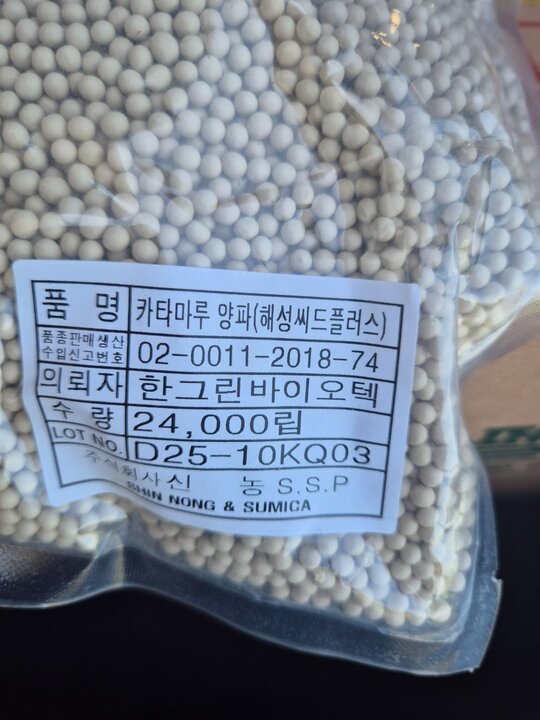 품 명 카타마루 양파(해성씨드플러스)
품종판매생산
수입신고번호 02-0011-2018-74
의뢰자 한그린바이오텍
수 량 24,000립
LOT NO. D25-10KQ03
주식회사신 농 S.S.P
SHIN NONG & SUMICA